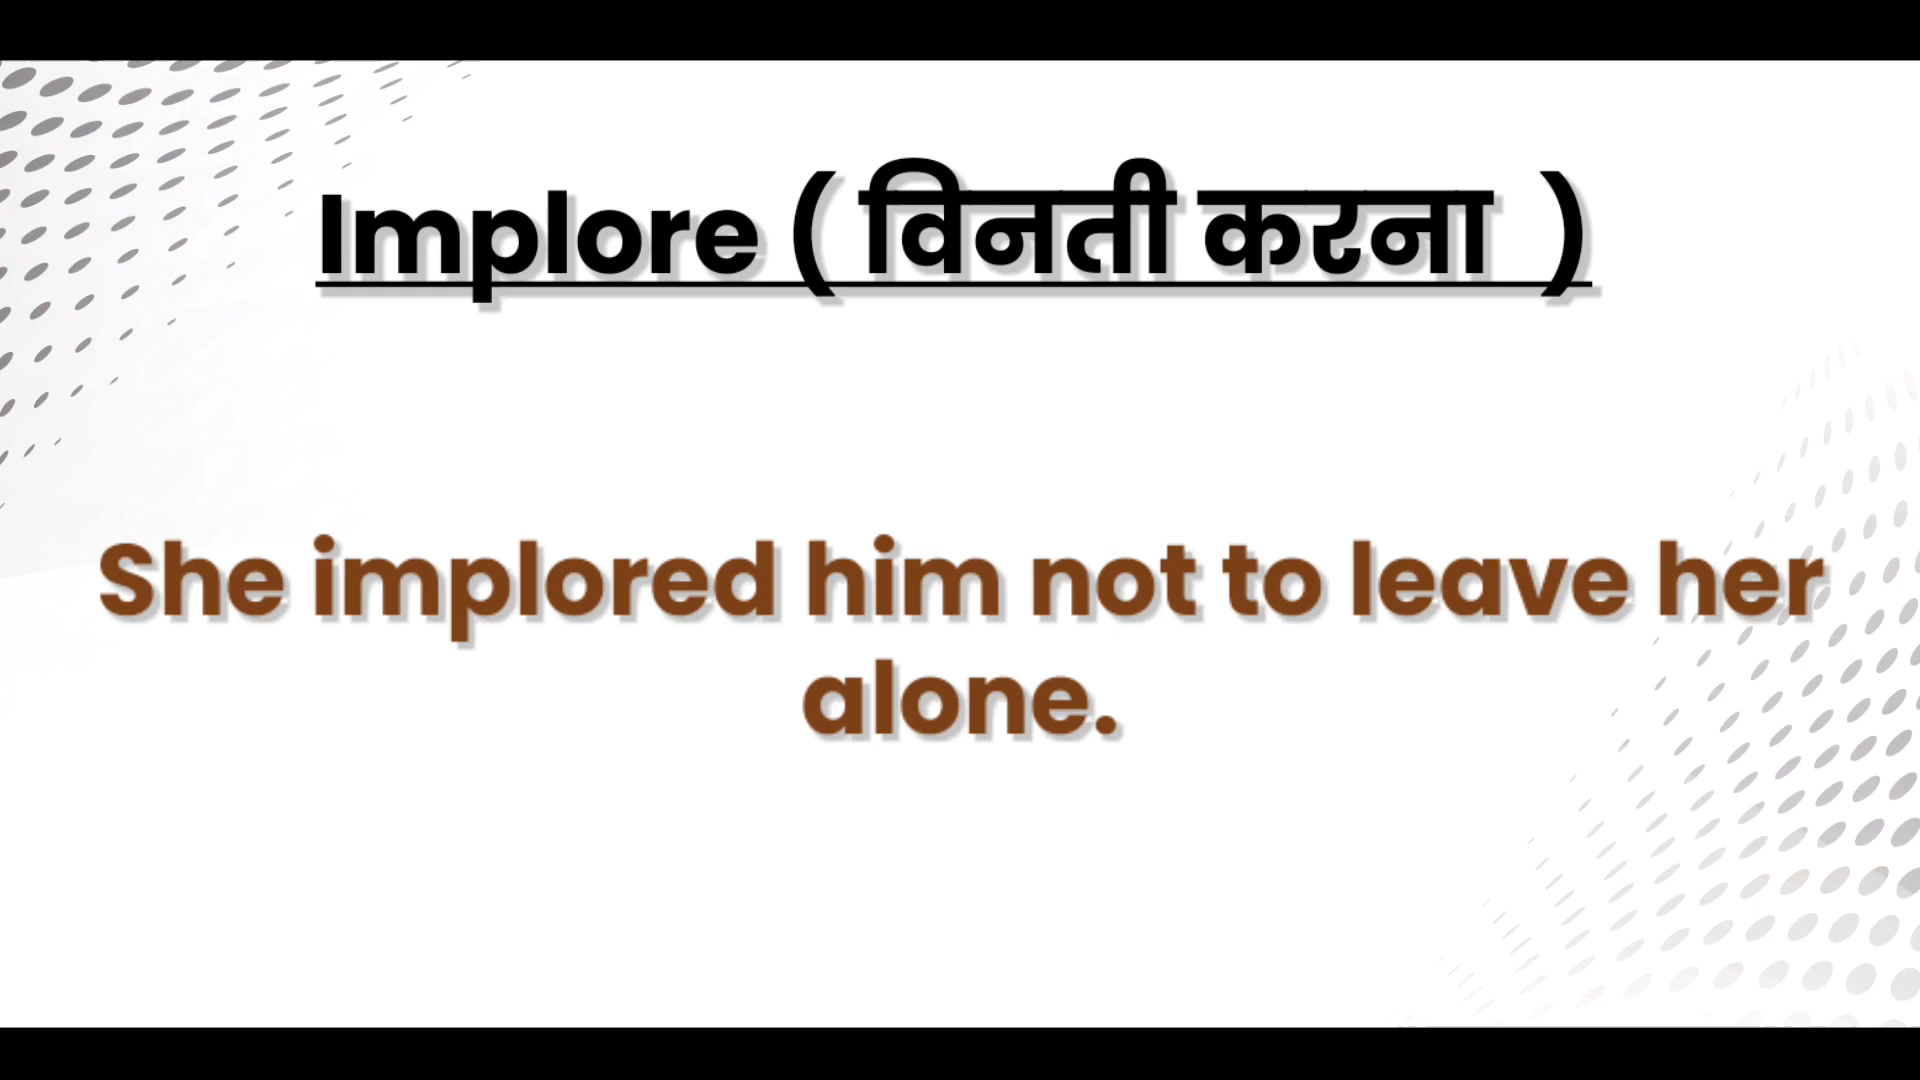 Implore ( विनती करना )
She implored him not to leave her
alone.